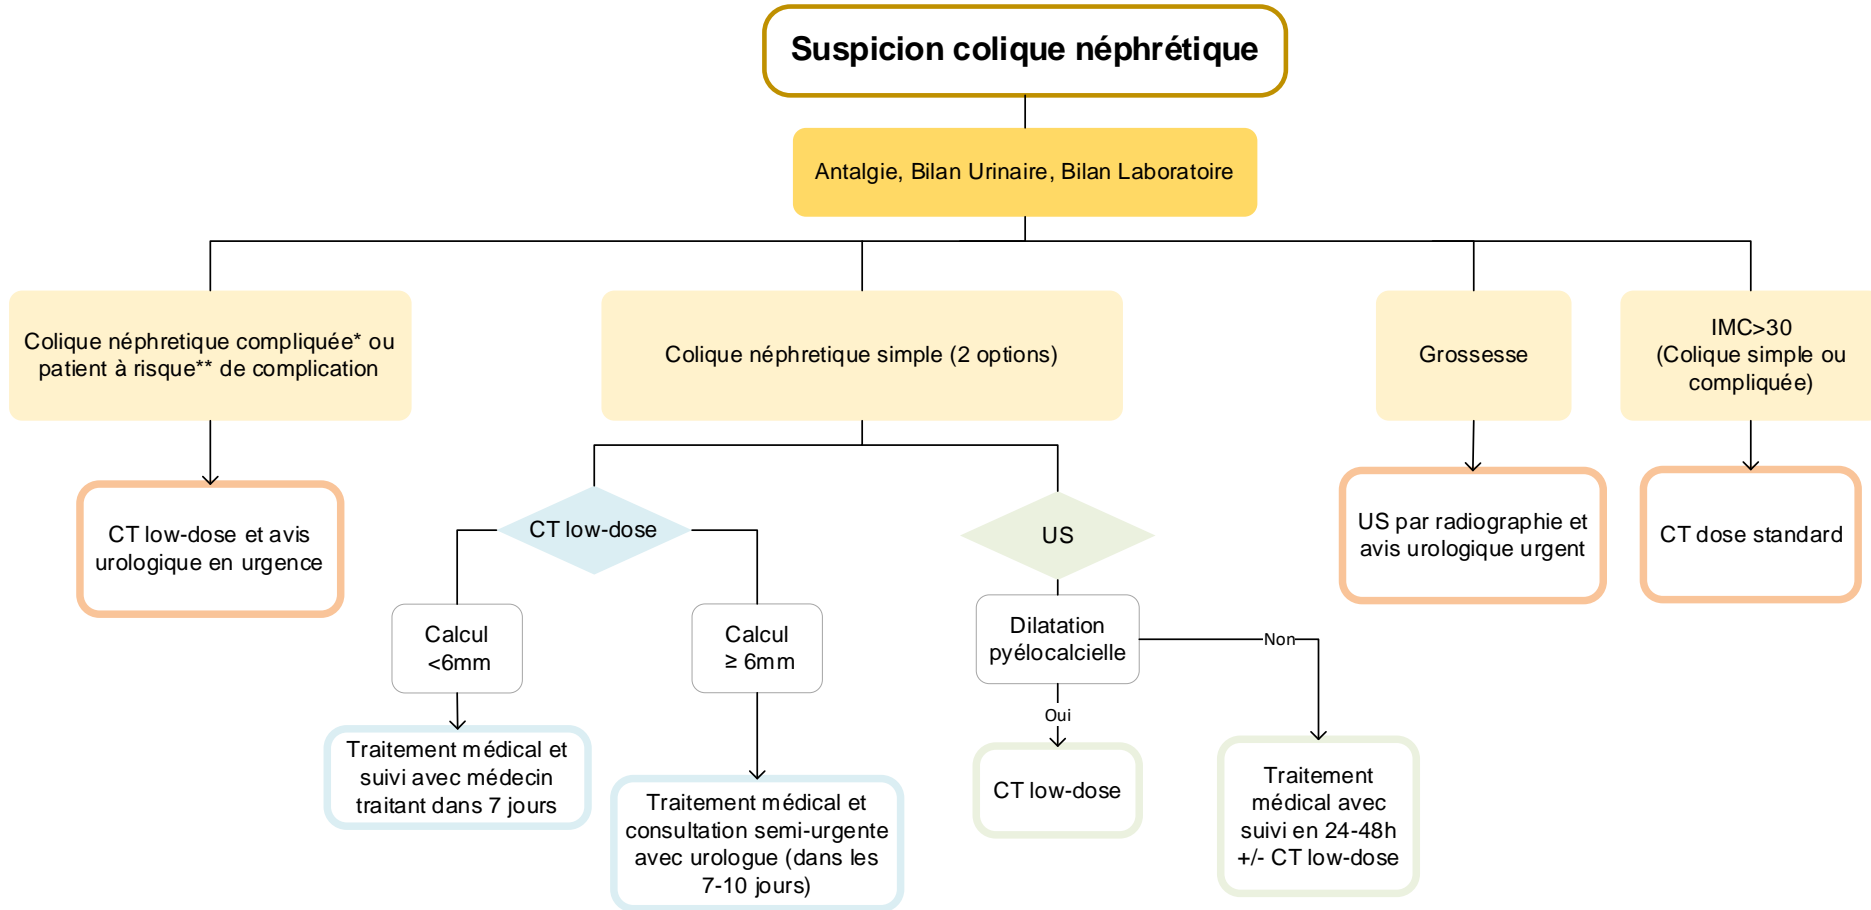 Suspicion colique néphrétique
Antalgie, Bilan Urinaire, Bilan Laboratoire
Colique néphretique compliquée* ou
patient à risque** de complication
Colique néphretique simple (2 options)
Grossesse
IMC>30
(Colique simple ou
compliquée)
CT low-dose et avis
urologique en urgence
CT low-dose
US
US par radiographie et
avis urologique urgent
CT dose standard
Calcul
<6mm
Calcul
≥ 6mm
Dilatation
pyélocalcielle
Non
Oui
Traitement médical et
suivi avec médecin
traitant dans 7 jours
Traitement médical et
consultation semi-urgente
avec urologue (dans les
7-10 jours)
CT low-dose
Traitement
médical avec
suivi en 24-48h
+/- CT low-dose